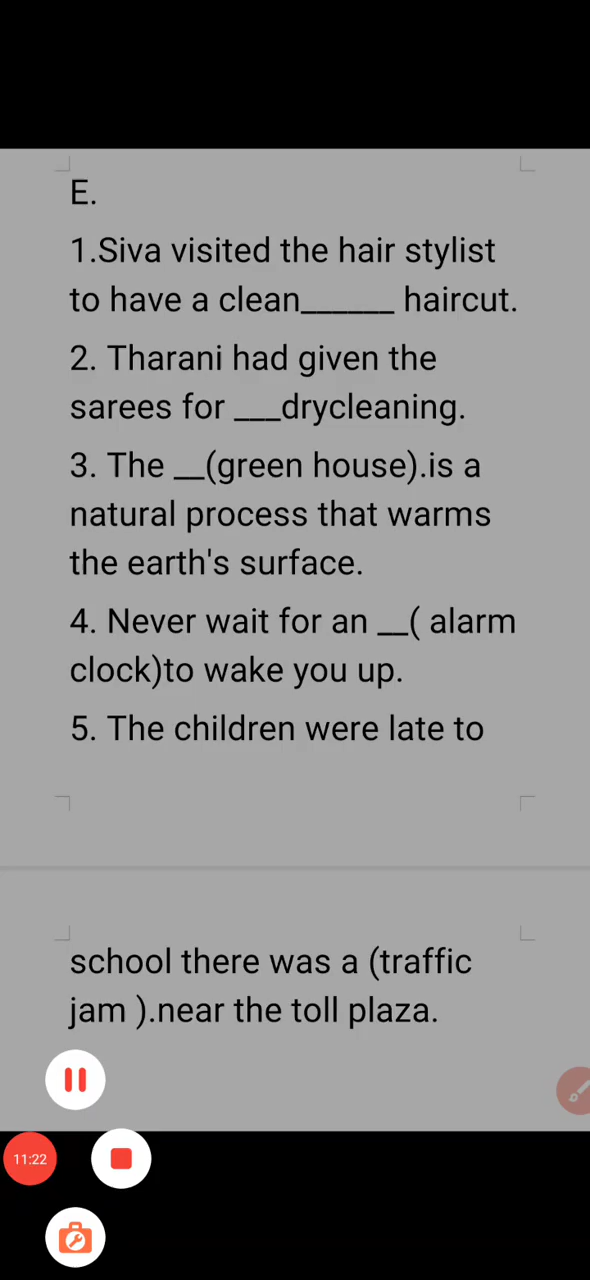 E.
1.Siva visited the hair stylist
to have a clean______ haircut.
2. Tharani had given the
sarees for ___drycleaning.
3. The __(green house).is a
natural process that warms
the earth's surface.
4. Never wait for an __( alarm
clock)to wake you up.
5. The children were late to
school there was a (traffic
jam ).near the toll plaza.
11:22